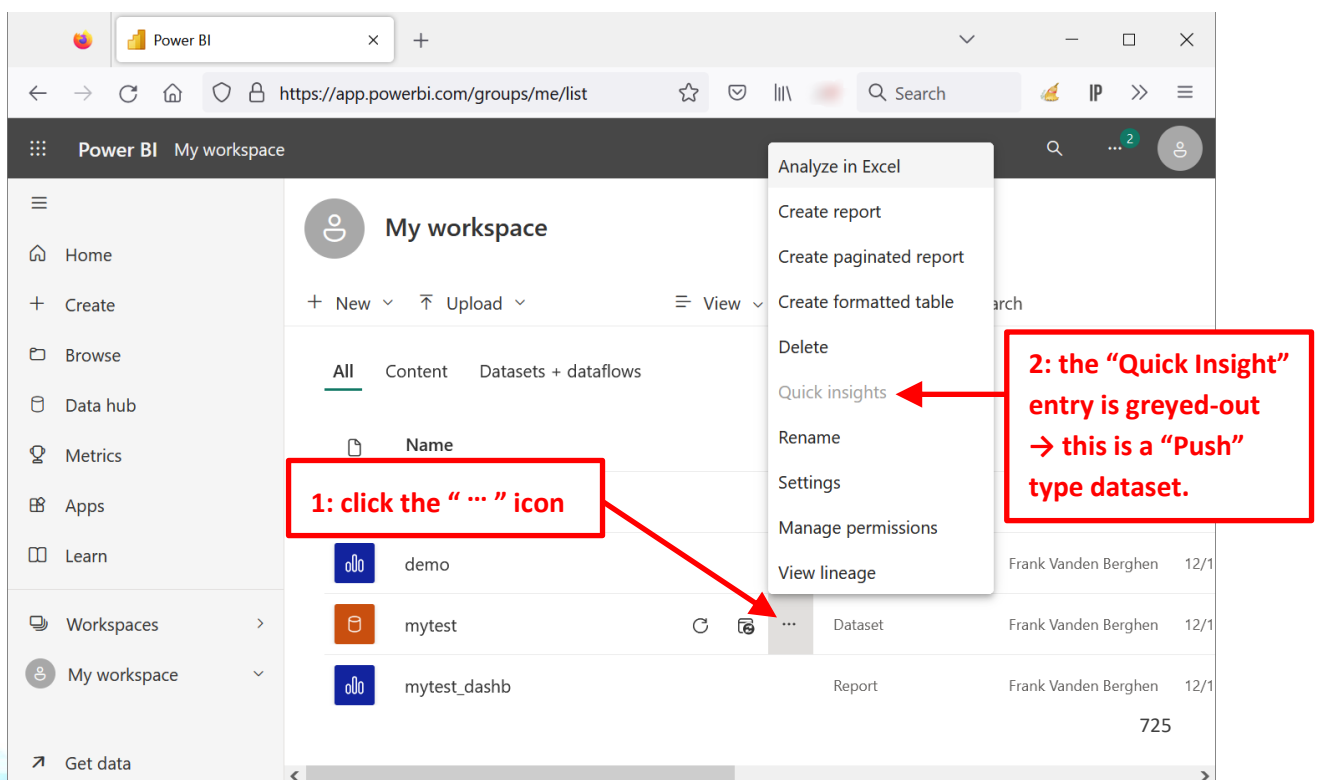 Power BI
https://app.powerbi.com/groups/me/list
Search
IP
Power BI My workspace
2
Analyze in Excel
Create report
Create paginated report
Create formatted table
Delete
Quick insights
Rename
Settings
Manage permissions
View lineage
Home
Create
Browse
Data hub
Metrics
Apps
Learn
Workspaces
My workspace
Get data
My workspace
New Upload View arch
All Content Datasets + dataflows
Name
1: click the “ ··· ” icon
2: the “Quick Insight”
entry is greyed-out
→ this is a “Push”
type dataset.
demo Frank Vanden Berghen 12/1
mytest ··· Dataset Frank Vanden Berghen 12/1
mytest_dashb Report Frank Vanden Berghen 12/1
725